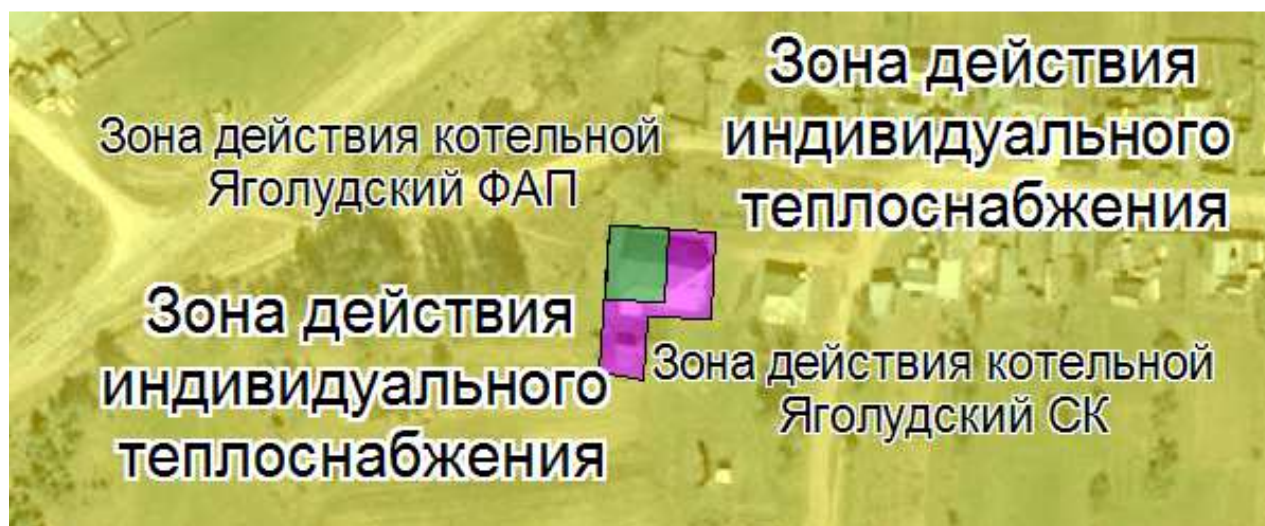 Зона действия
индивидуального
теплоснабжения
Зона действия котельной
Яголудский ФАП
Зона действия
индивидуального
теплоснабжения
Зона действия котельной
Яголудский СК